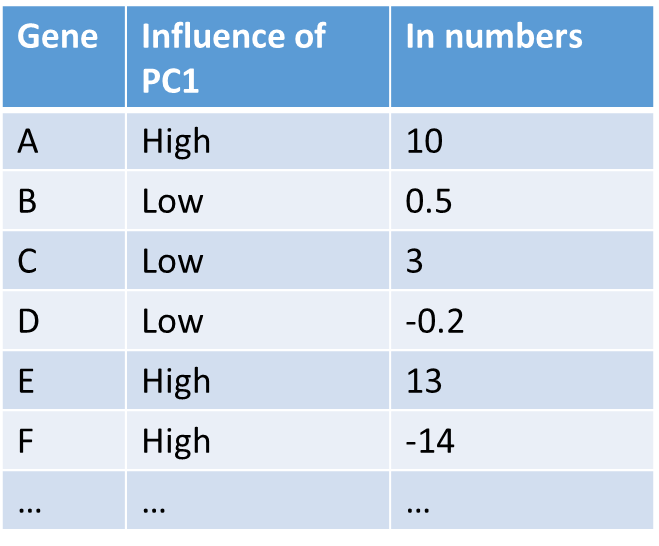 Gene Influence of In numbers
PC1
A High 10
B Low 0.5
C Low 3
D Low -0.2
E High 13
F High -14
... ... ...